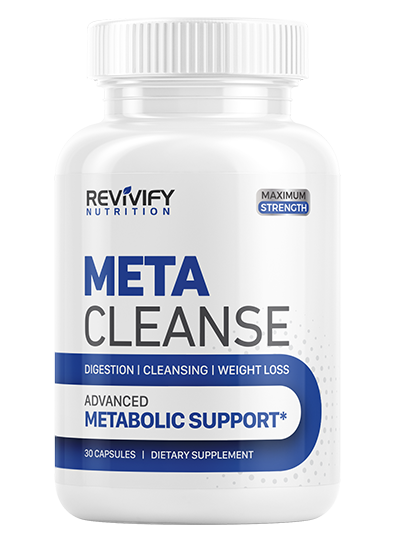 REVIVIFY
NUTRITION
MAXIMUM
STRENGTH
META
CLEANSE
DIGESTION | CLEANSING | WEIGHT LOSS
ADVANCED
METABOLIC SUPPORT*
30 CAPSULES | DIETARY SUPPLEMENT